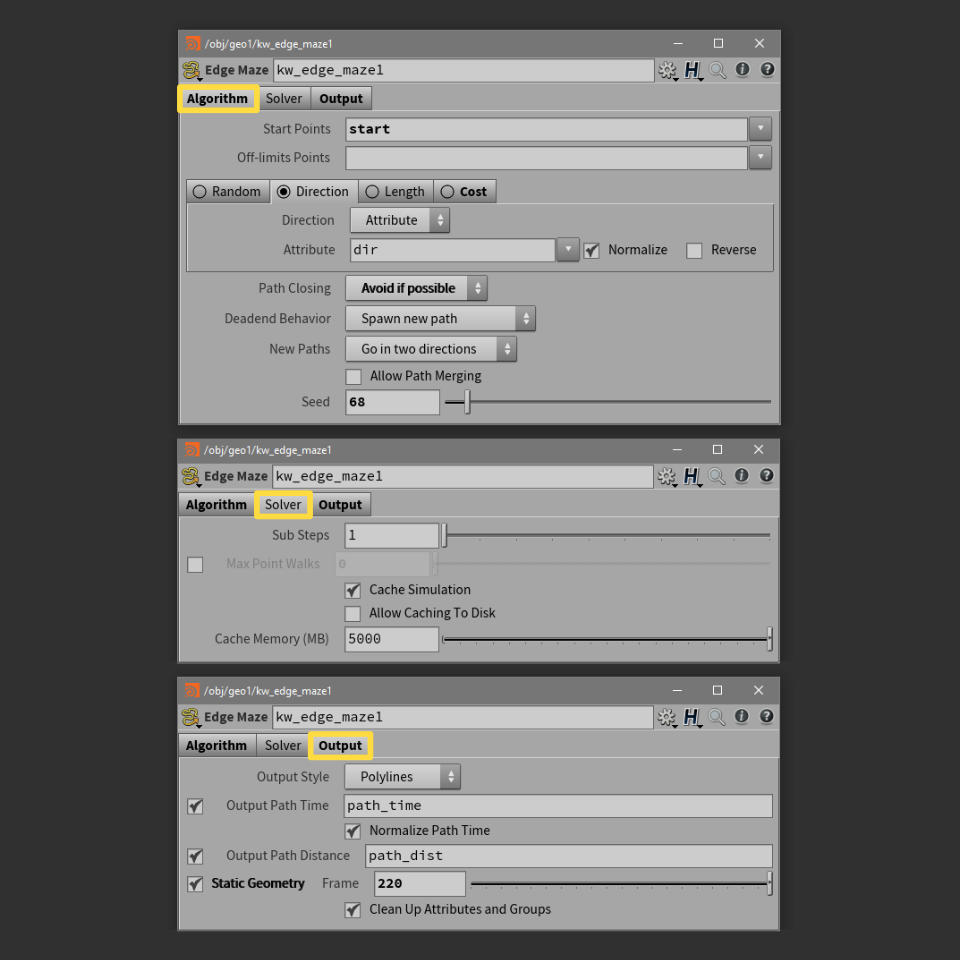 /obj/geo1/kw_edge_maze1
Edge Maze kw_edge_maze1
Algorithm Solver Output
Start Points start
Off-limits Points
Random Direction Length Cost
Direction Attribute
Attribute dir Normalize Reverse
Path Closing Avoid if possible
Deadend Behavior Spawn new path
New Paths Go in two directions
Allow Path Merging
Seed 68
/obj/geo1/kw_edge_maze1
Edge Maze kw_edge_maze1
Algorithm Solver Output
Sub Steps 1
Max Point Walks 0
Cache Simulation
Allow Caching To Disk
Cache Memory (MB) 5000
/obj/geo1/kw_edge_maze1
Edge Maze kw_edge_maze1
Algorithm Solver Output
Output Style Polylines
Output Path Time path_time
Normalize Path Time
Output Path Distance path_dist
Static Geometry Frame 220
Clean Up Attributes and Groups